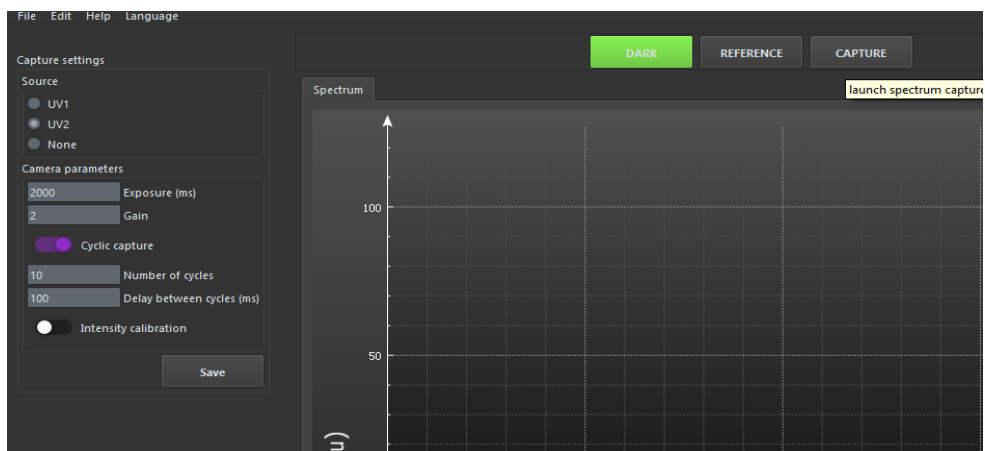 File Edit Help Language
Capture settings
Source
UV1
UV2
None
Camera parameters
2000 Exposure (ms)
2 Gain
Cyclic capture
10 Number of cycles
100 Delay between cycles (ms)
Intensity calibration
Save
DARK REFERENCE CAPTURE
launch spectrum capture
Spectrum
100
50